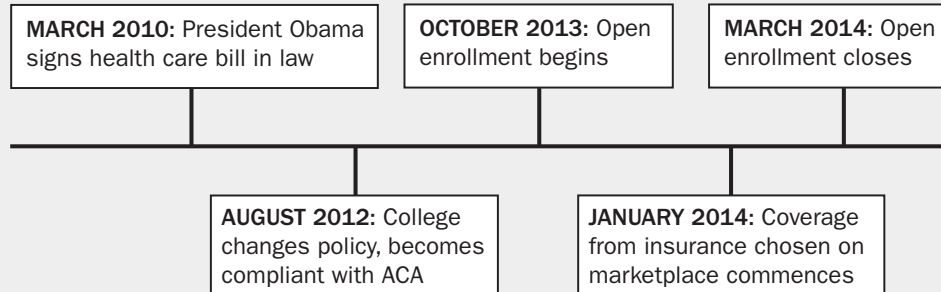 MARCH 2010: President Obama
signs health care bill in law
OCTOBER 2013: Open
enrollment begins
MARCH 2014: Open
enrollment closes
AUGUST 2012: College
changes policy, becomes
compliant with ACA
JANUARY 2014: Coverage
from insurance chosen on
marketplace commences